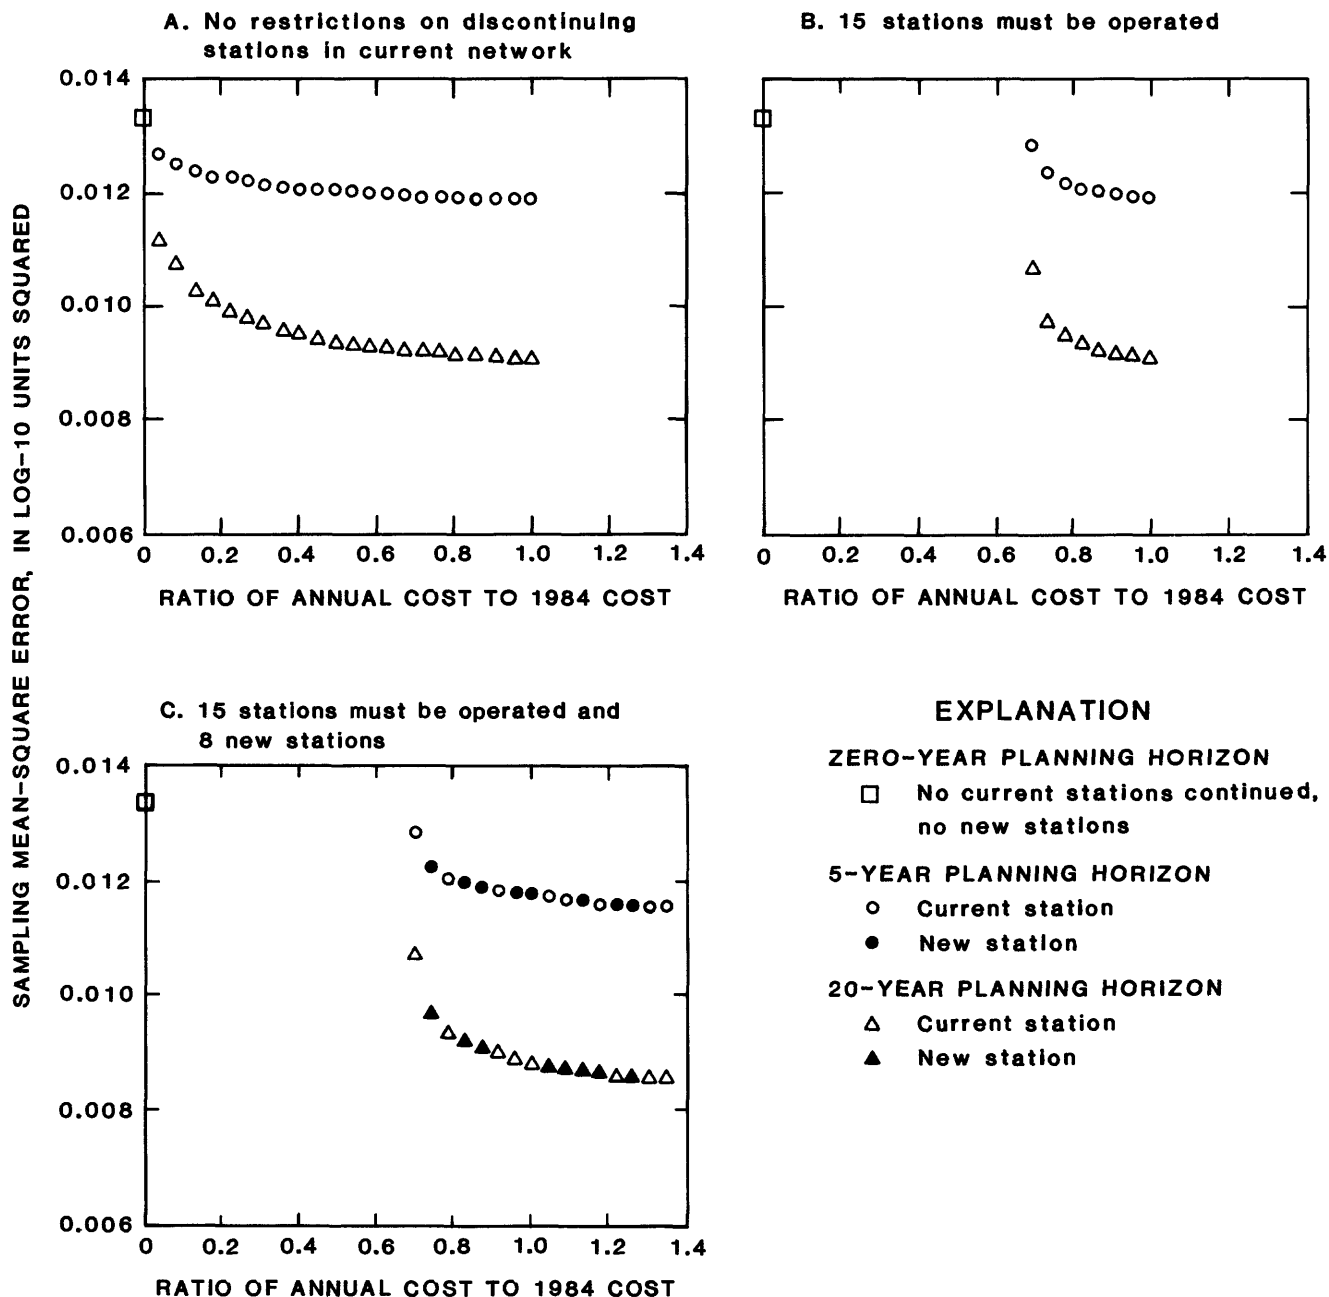 A. No restrictions on discontinuing
stations in current network
B. 15 stations must be operated
SAMPLING MEAN-SQUARE ERROR, IN LOG-10 UNITS SQUARED
0.014
0.012
0.010
0.008
0.006
0 0.2 0.4 0.6 0.8 1.0 1.2 1.4
RATIO OF ANNUAL COST TO 1984 COST
0 0.2 0.4 0.6 0.8 1.0 1.2 1.4
RATIO OF ANNUAL COST TO 1984 COST
C. 15 stations must be operated and
8 new stations
0.014
0.012
0.010
0.008
0.006
0 0.2 0.4 0.6 0.8 1.0 1.2 1.4
RATIO OF ANNUAL COST TO 1984 COST
EXPLANATION
ZERO-YEAR PLANNING HORIZON
No current stations continued,
no new stations
5-YEAR PLANNING HORIZON
Current station
New station
20-YEAR PLANNING HORIZON
Current station
New station